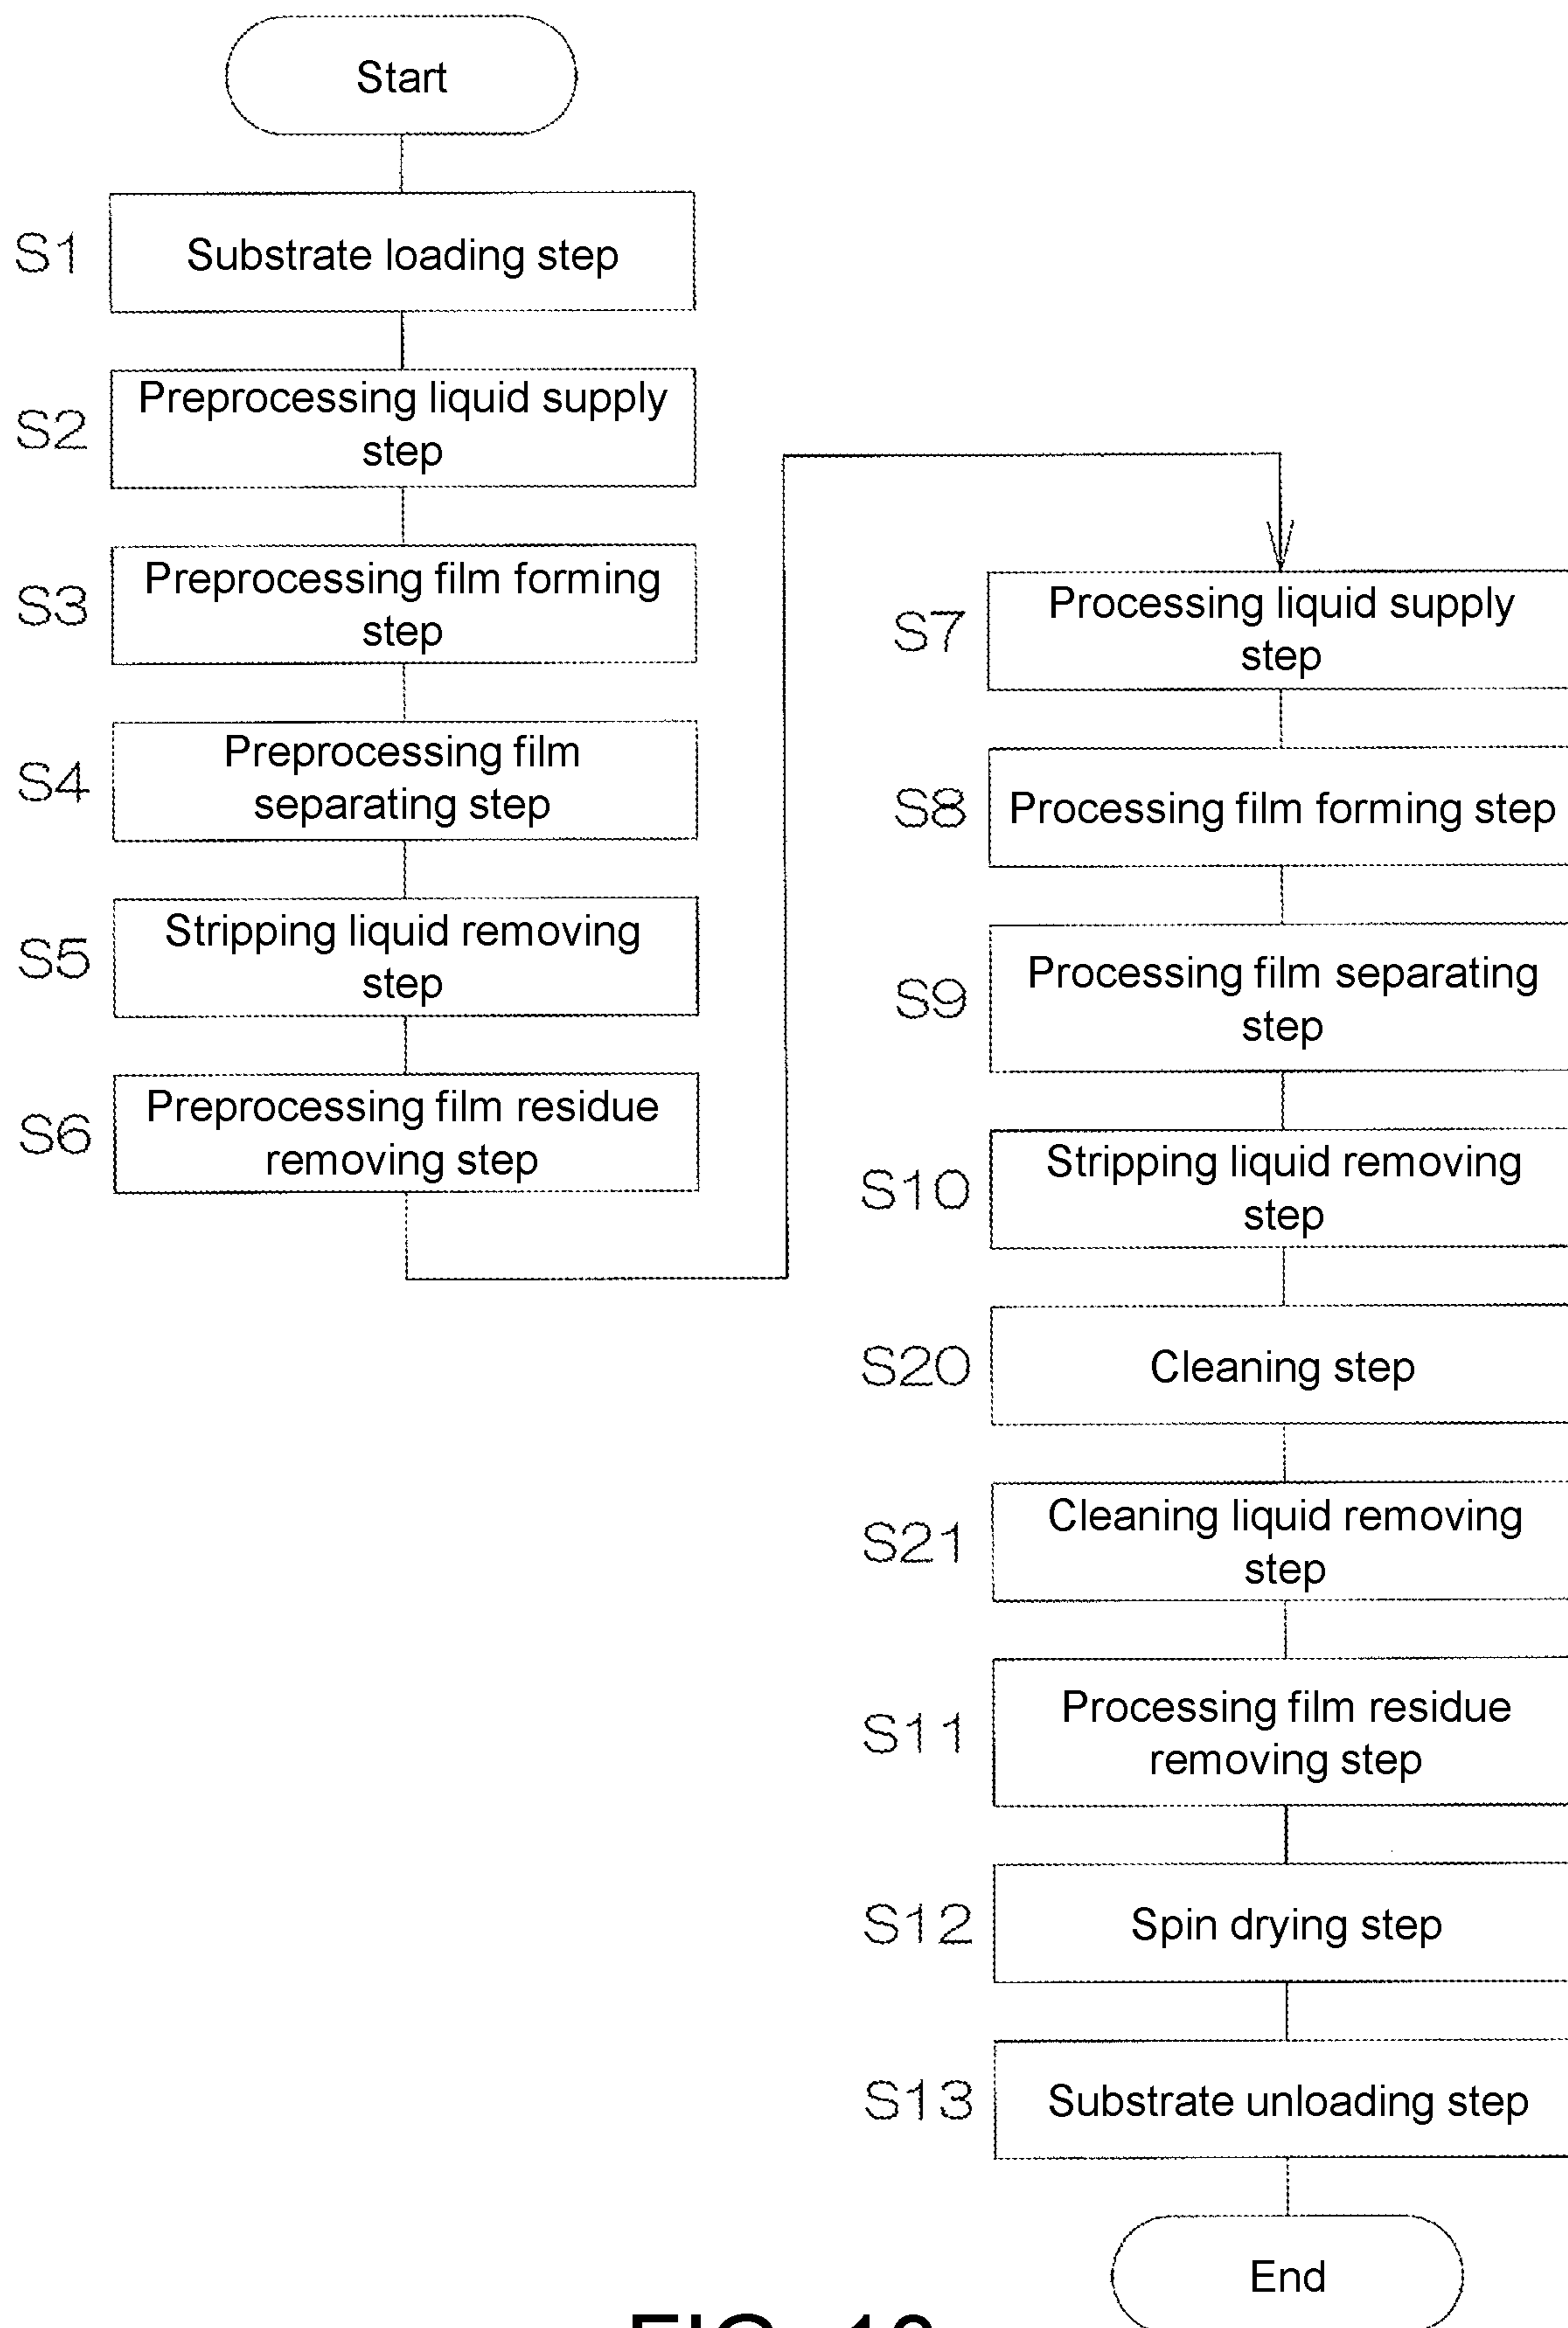 Start
S1
Substrate loading step
S2
Preprocessing liquid supply
step
S3
Preprocessing film forming
step
S4
Preprocessing film
separating step
S5
Stripping liquid removing
step
S6
Preprocessing film residue
removing step
S7
Processing liquid supply
step
S8
Processing film forming step
S9
Processing film separating
step
S10
Stripping liquid removing
step
S20
Cleaning step
S21
Cleaning liquid removing
step
S11
Processing film residue
removing step
S12
Spin drying step
S13
Substrate unloading step
End
FIG.